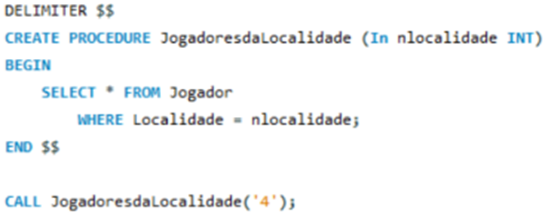 DELIMITER $$
CREATE PROCEDURE JogadoresdaLocalidade (In nlocalidade INT)
BEGIN
SELECT * FROM Jogador
WHERE Localidade = nlocalidade;
END $$
CALL JogadoresdaLocalidade('4');